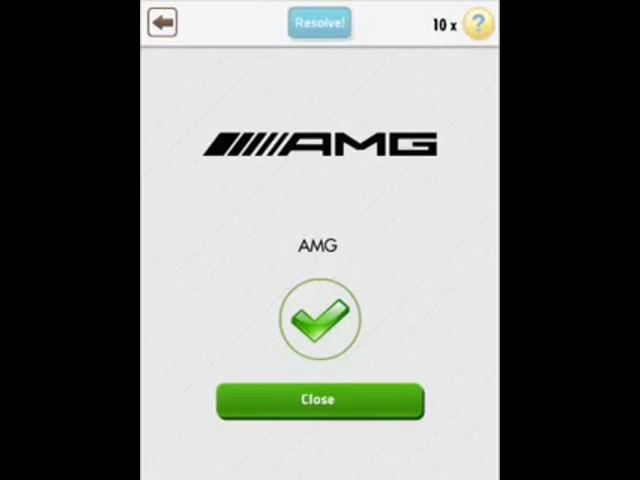 Resolve!
10 x ?
AMG
AMG
Close